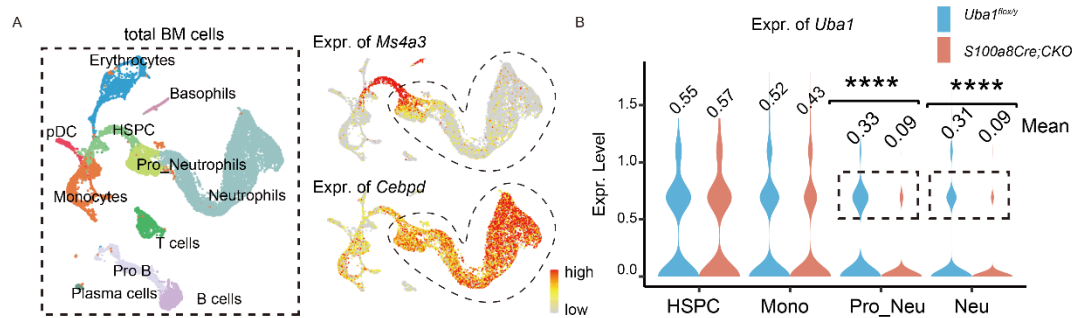 A
total BM cells
Erythrocytes
Basophils
pDC
HSPC
Pro_Neutrophils
Monocytes
Neutrophils
T cells
Pro B
Plasma cells
B cells
Expr. of Ms4a3
Expr. of Cebpd
high
low
B
Expr. of Uba1
Uba1flox/y
S100a8Cre;CKO
Expr. Level
1.5
1.0
0.5
0.0
0.55 0.57 0.52 0.43 0.33 0.09 0.31 0.09 Mean
**** ****
HSPC Mono Pro_Neu Neu